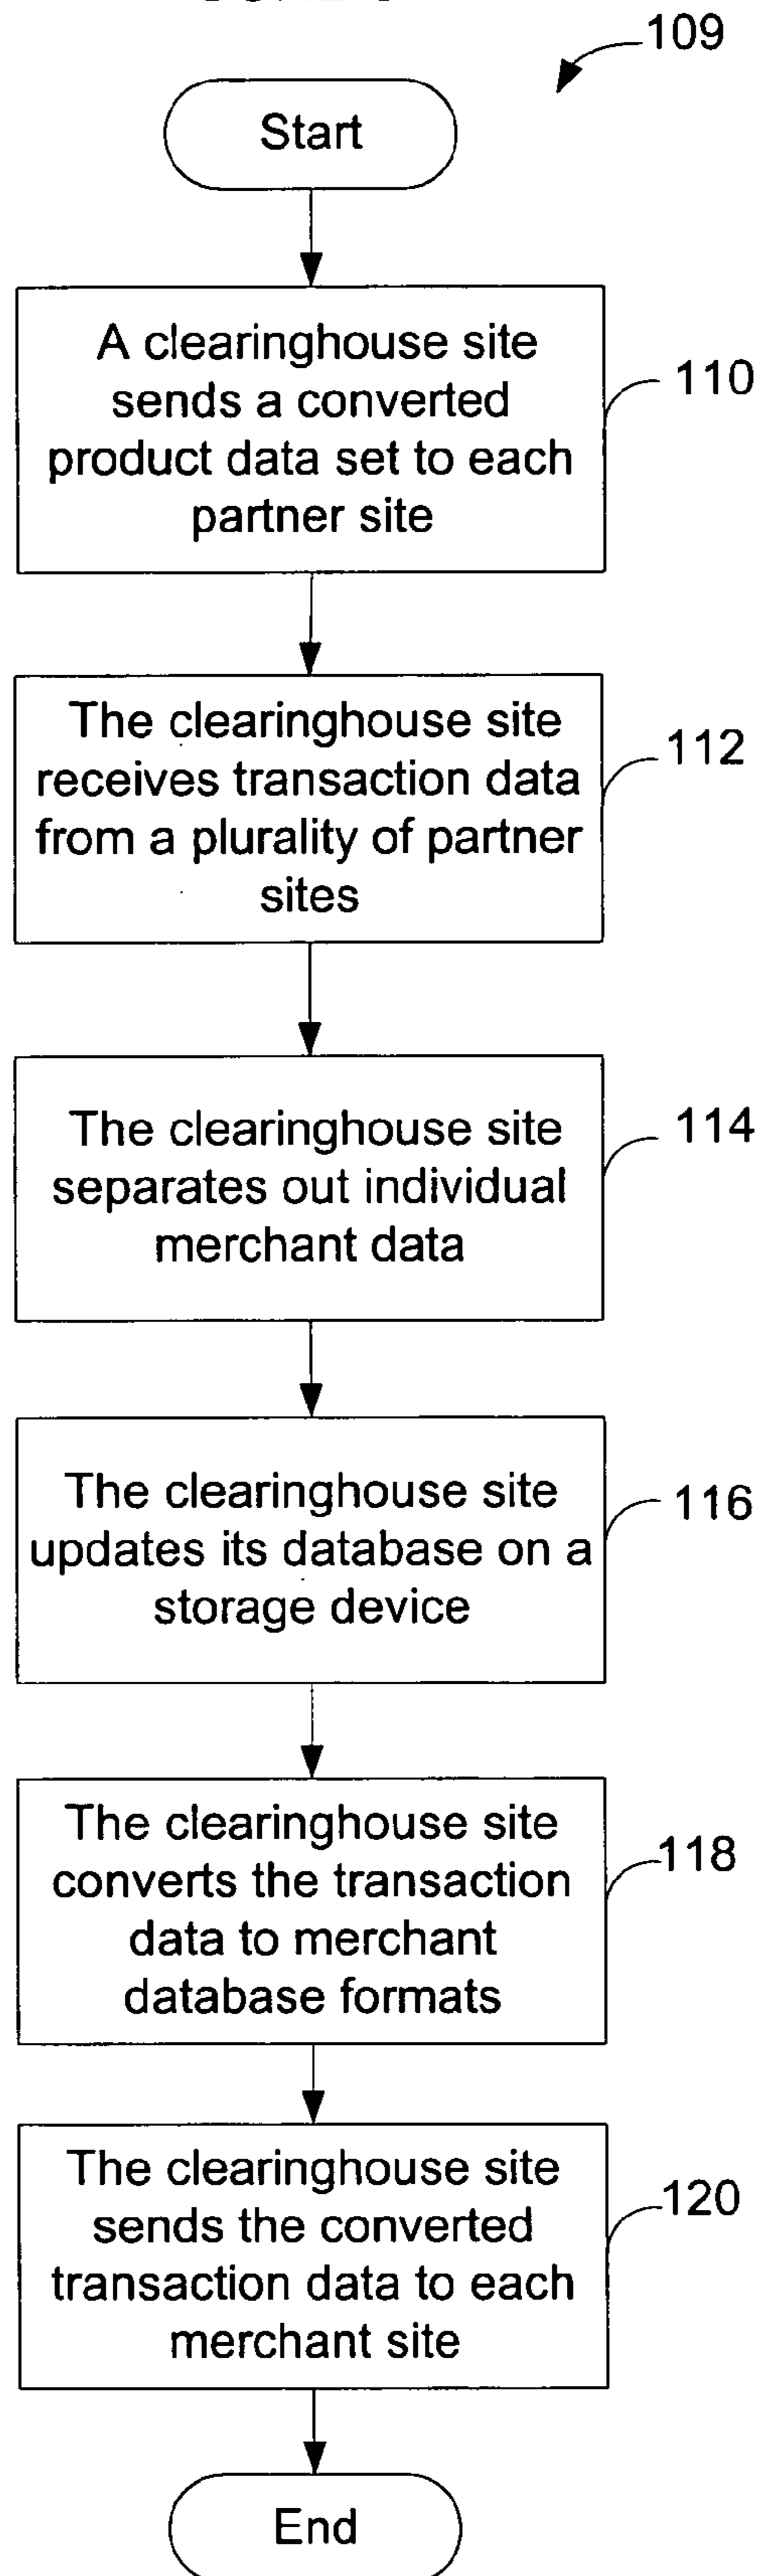 109
Start
A clearinghouse site
sends a converted
product data set to each
partner site
110
The clearinghouse site
receives transaction data
from a plurality of partner
sites
112
The clearinghouse site
separates out individual
merchant data
114
The clearinghouse site
updates its database on a
storage device
116
The clearinghouse site
converts the transaction
data to merchant
database formats
118
The clearinghouse site
sends the converted
transaction data to each
merchant site
120
End